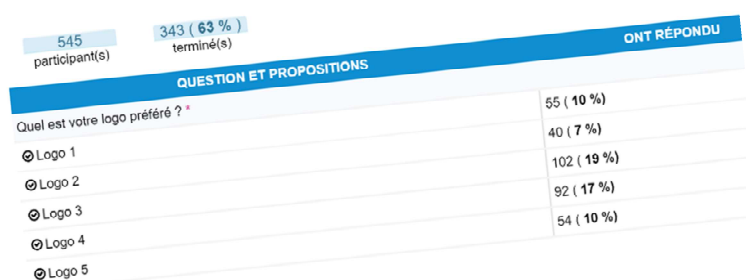 545
participant(s)
343 ( 63 % )
terminé(s)
QUESTION ET PROPOSITIONS
ONT RÉPONDU
Quel est votre logo préféré ? *
Logo 1
55 ( 10 %)
Logo 2
40 ( 7 %)
Logo 3
102 ( 19 %)
Logo 4
92 ( 17 %)
Logo 5
54 ( 10 %)